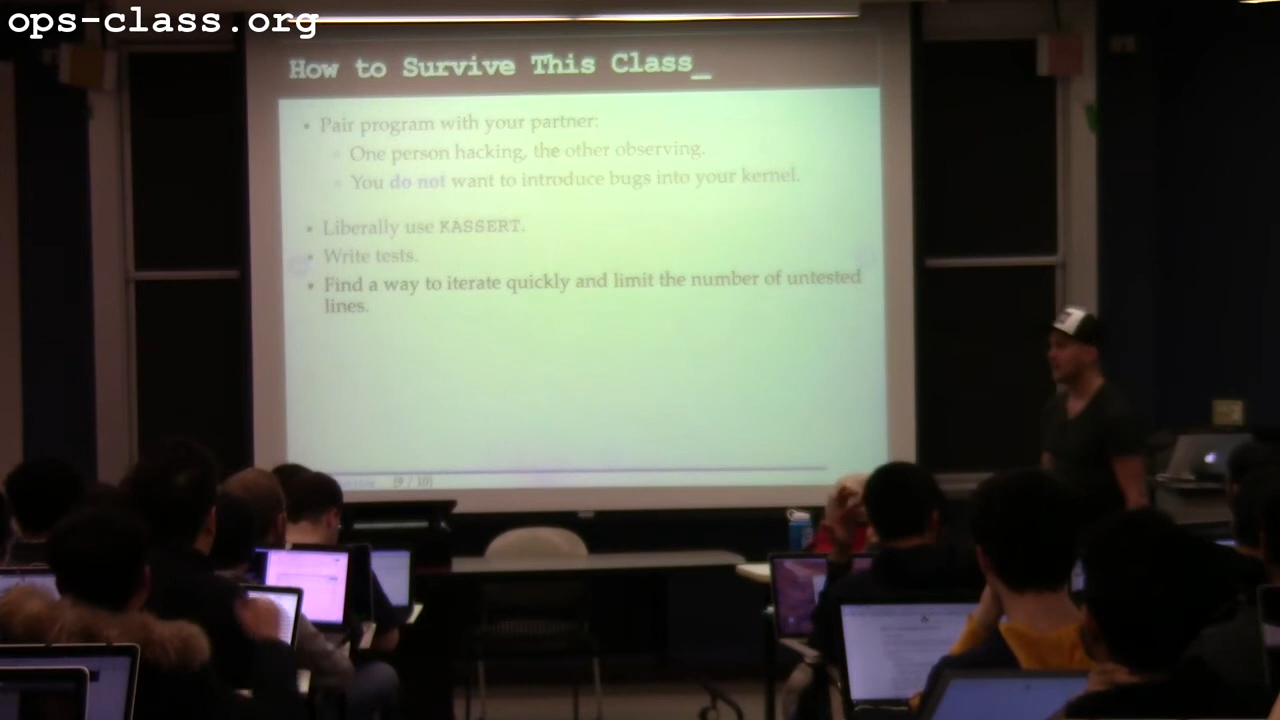 ops-class.org
How to Survive This Class_
• Pair program with your partner:
One person hacking, the other observing.
You do not want to introduce bugs into your kernel.
• Liberally use KASSERT.
• Write tests.
• Find a way to iterate quickly and limit the number of untested
lines.
(9 / 10)